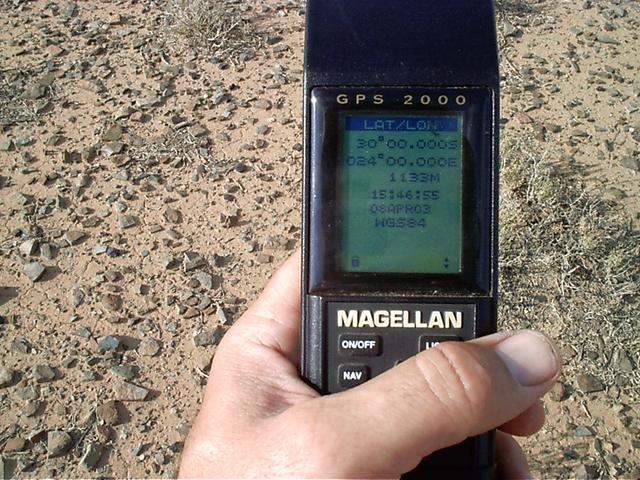 GPS 2000
LAT/LON
30°00.000S
024°00.000E
1133M
15:46:55
08APR03
WGS84
MAGELLAN
ON/OFF
NAV